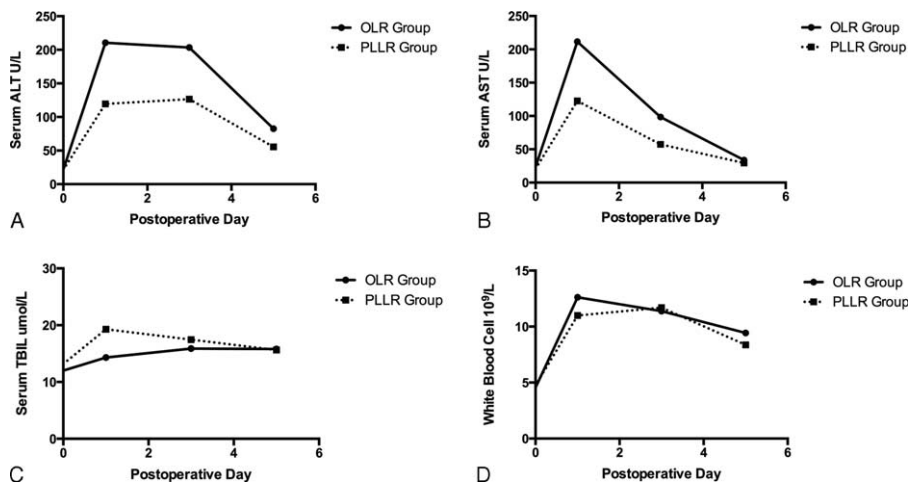 250
200
150
100
50
0
Serum ALT U/L
0 2 4 6
Postoperative Day
OLR Group
PLLR Group
A
250
200
150
100
50
0
Serum AST U/L
0 2 4 6
Postoperative Day
OLR Group
PLLR Group
B
30
20
10
0
Serum TBIL umol/L
0 2 4 6
Postoperative Day
OLR Group
PLLR Group
C
15
10
5
0
White Blood Cell 10⁹/L
0 2 4 6
Postoperative Day
OLR Group
PLLR Group
D